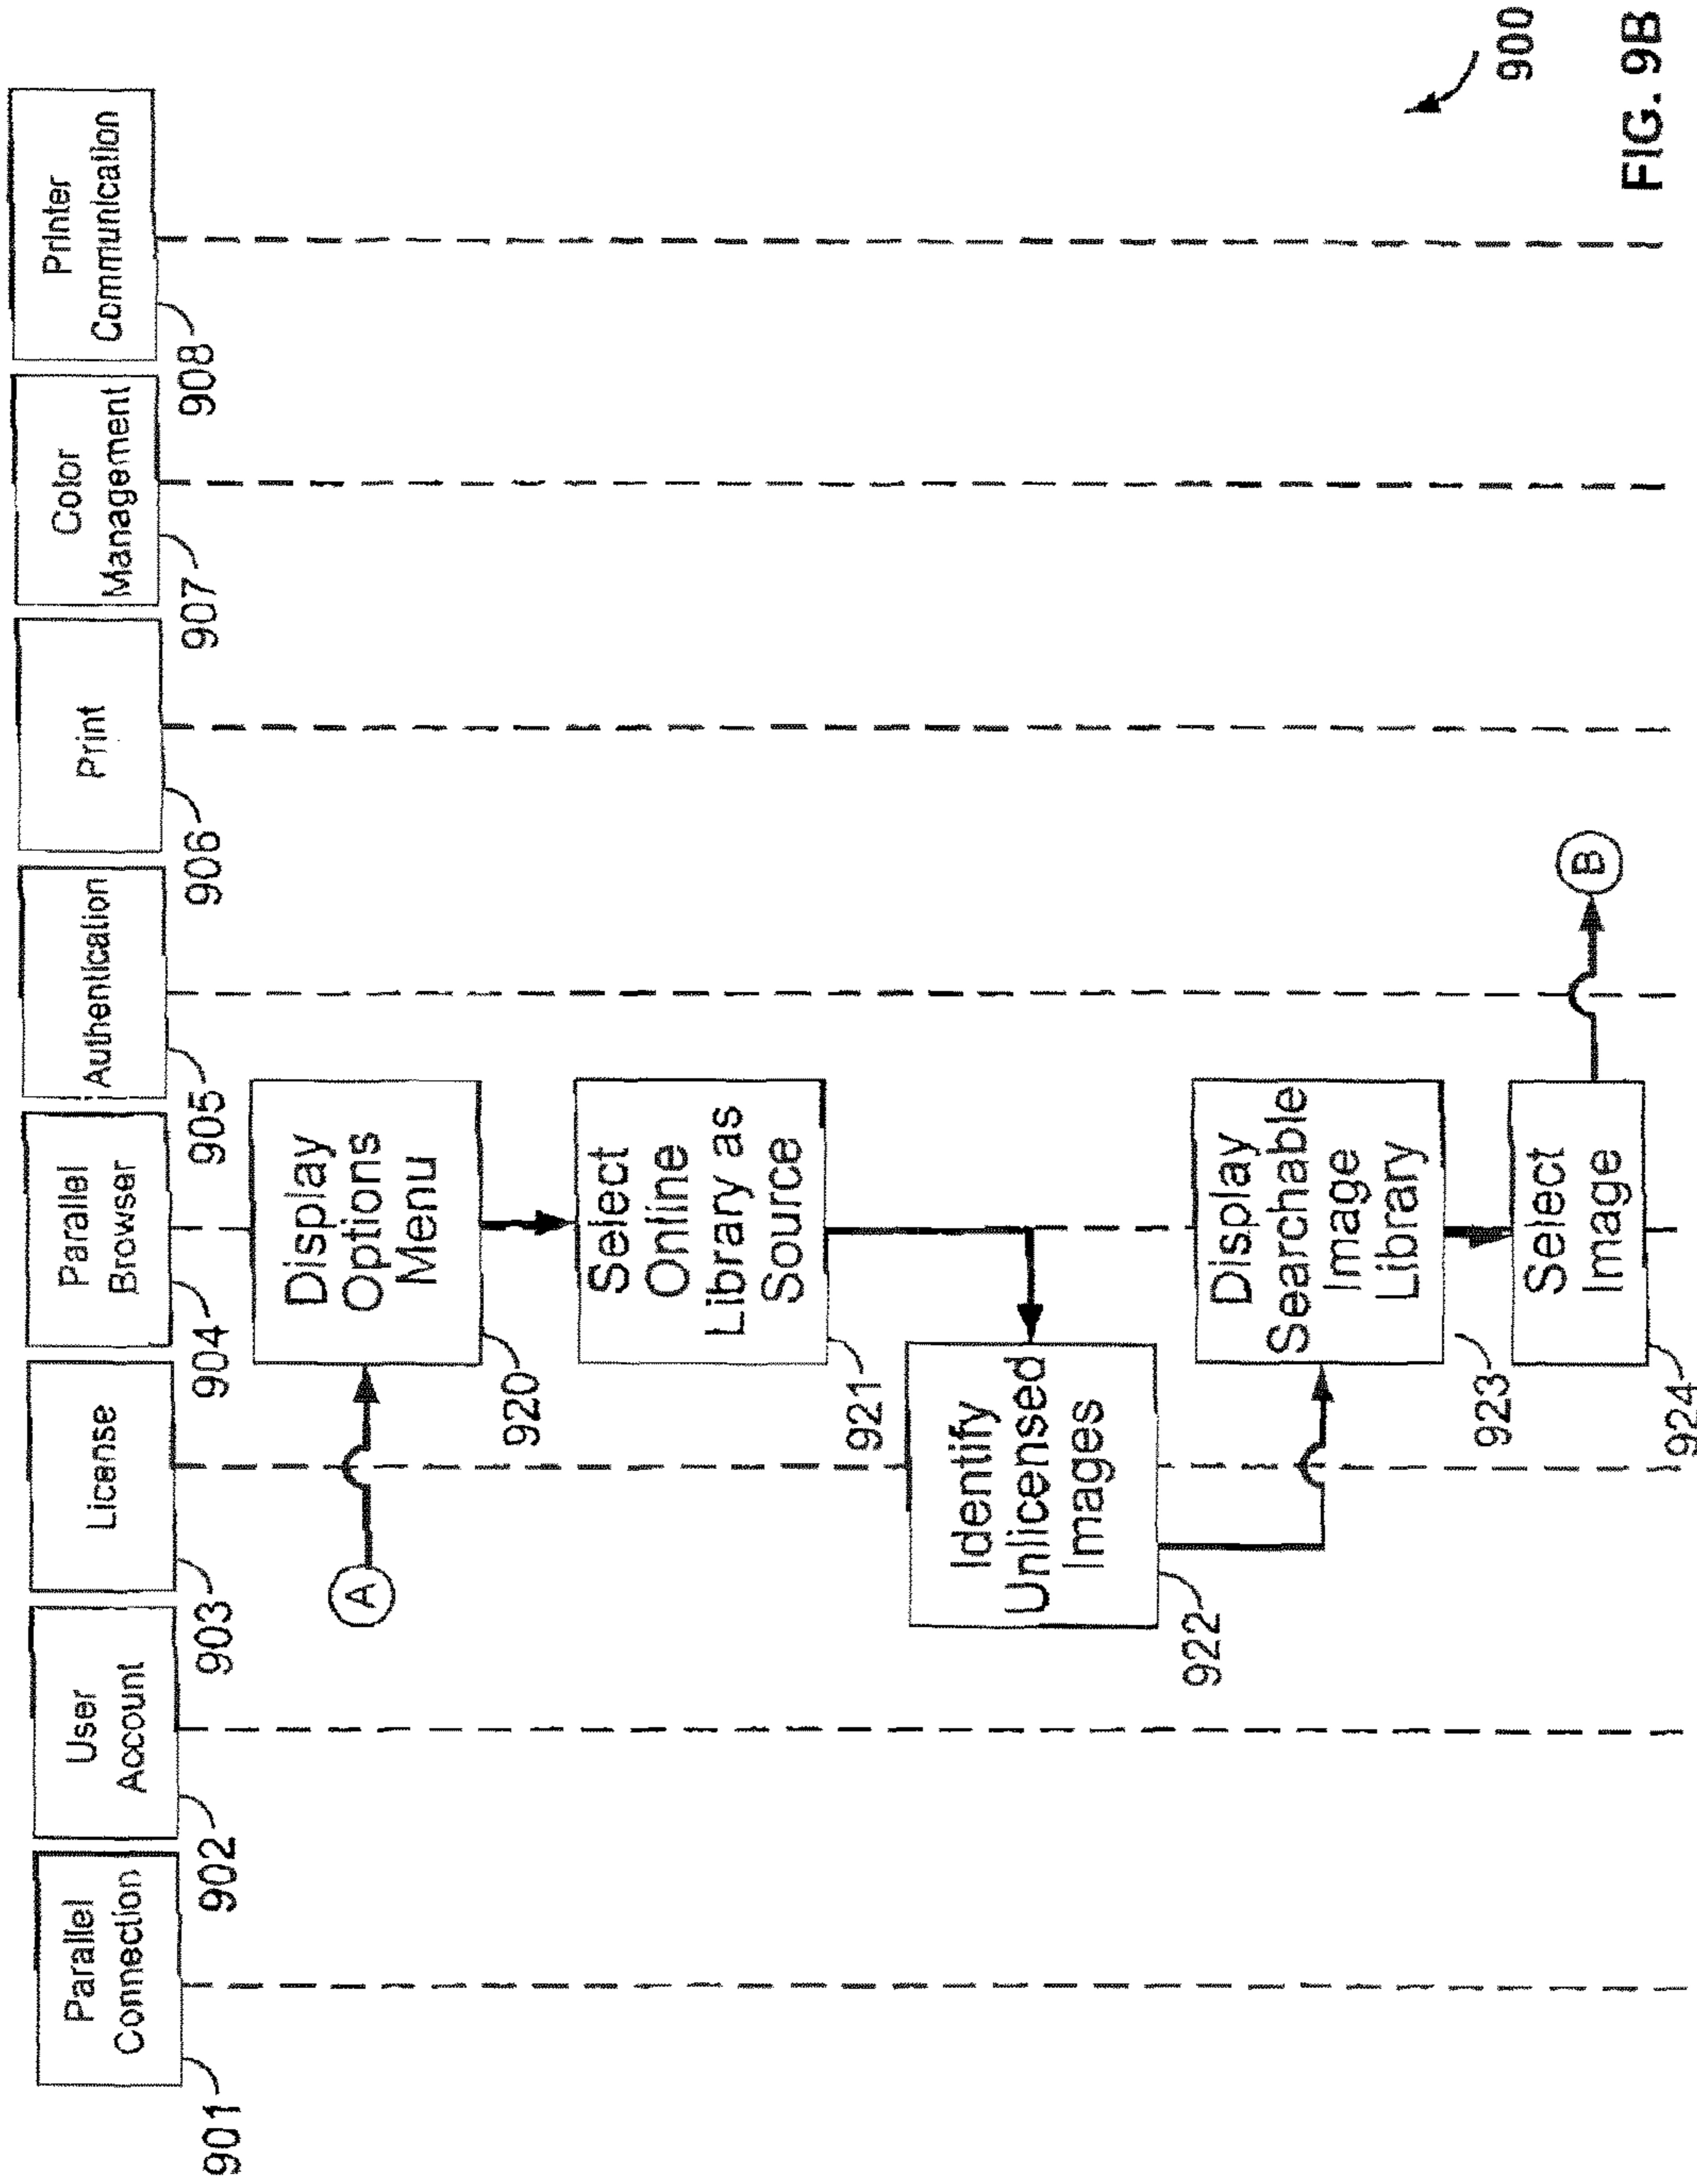 Parallel
Connection
901
User
Account
902
License
903
Parallel
Browser
904
Authentication
905
Print
906
Color
Management
907
Printer
Communication
908
A
Display
Options
Menu
920
Select
Online
Library as
Source
921
Identify
Unlicensed
Images
922
Display
Searchable
Image
Library
923
Select
Image
924
B
900
FIG. 9B